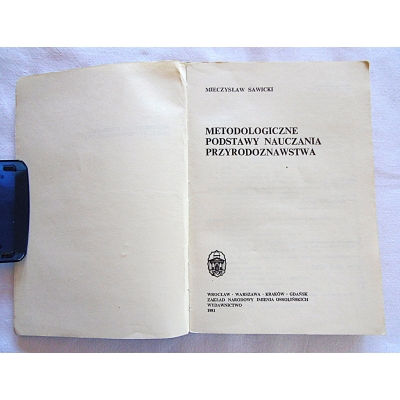 MIECZYSŁAW SAWICKI
METODOLOGICZNE
PODSTAWY NAUCZANIA
PRZYRODOZNAWSTWA
WROCŁAW · WARSZAWA · KRAKÓW · GDAŃSK
ZAKŁAD NARODOWY IMIENIA OSSOLIŃSKICH
WYDAWNICTWO
1981